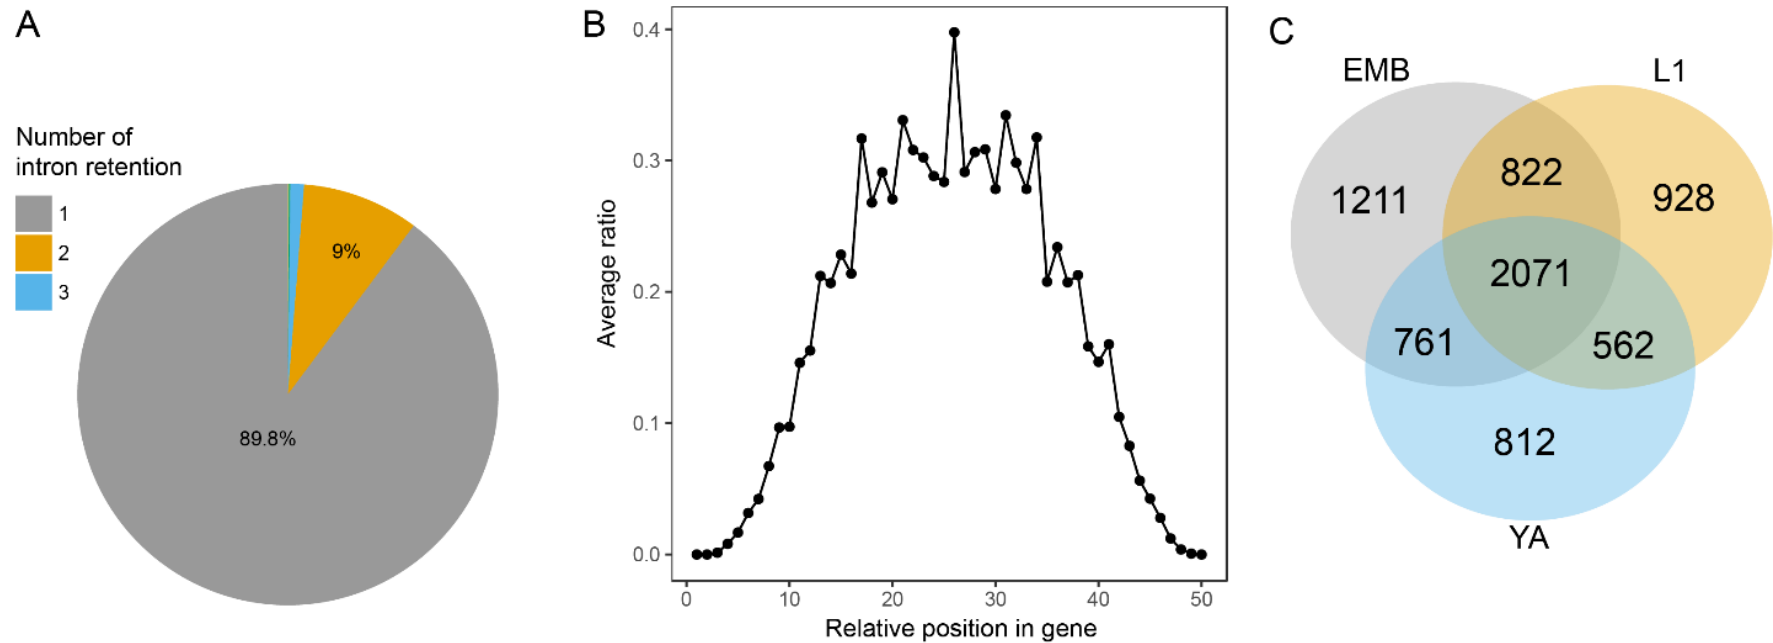 A
Number of
intron retention
1
2
3
9%
89.8%
B
Average ratio
0.4
0.3
0.2
0.1
0.0
0 10 20 30 40 50
Relative position in gene
C
EMB L1
822
1211 928
2071
761 562
812
YA